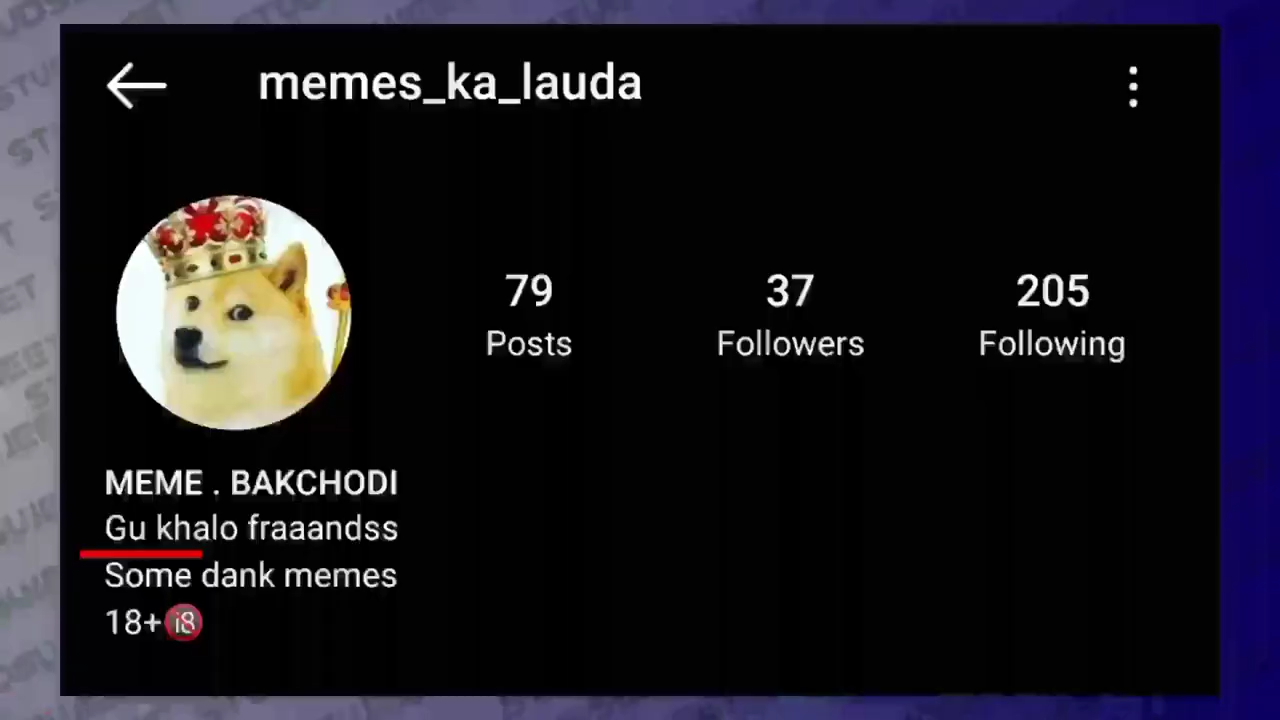 memes_ka_lauda
79
37
205
Posts
Followers
Following
MEME . BAKCHODI
Gu khalo fraaandss
Some dank memes
18+🔞